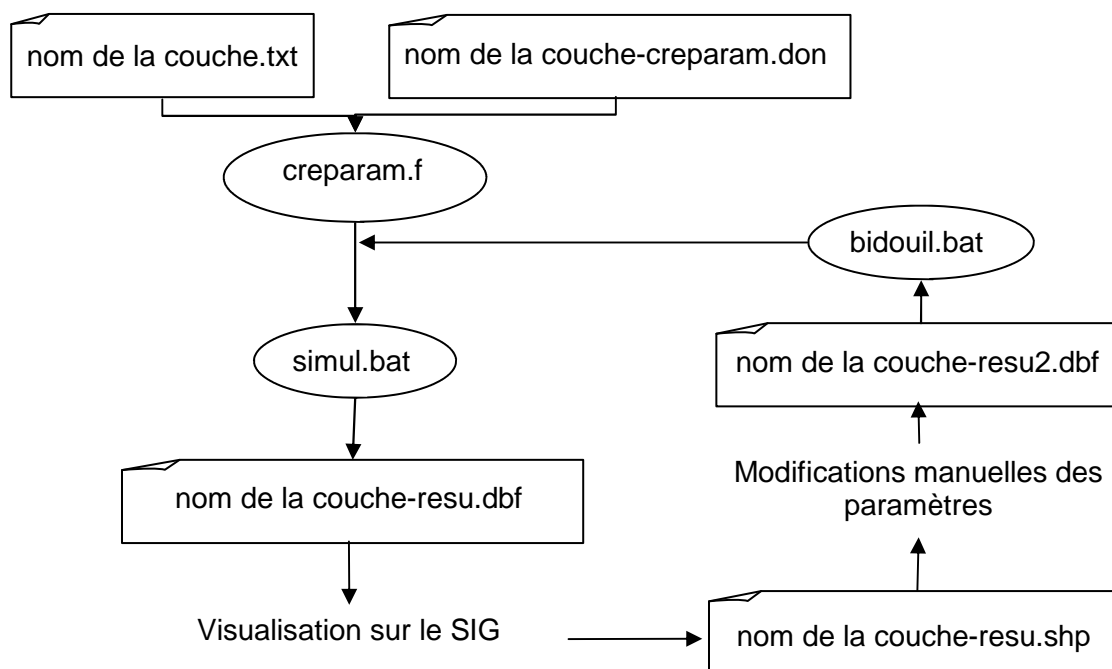 nom de la couche.txt
nom de la couche-creparam.don
creparam.f
bidouil.bat
simul.bat
nom de la couche-resu2.dbf
nom de la couche-resu.dbf
Modifications manuelles des
paramètres
Visualisation sur le SIG
nom de la couche-resu.shp